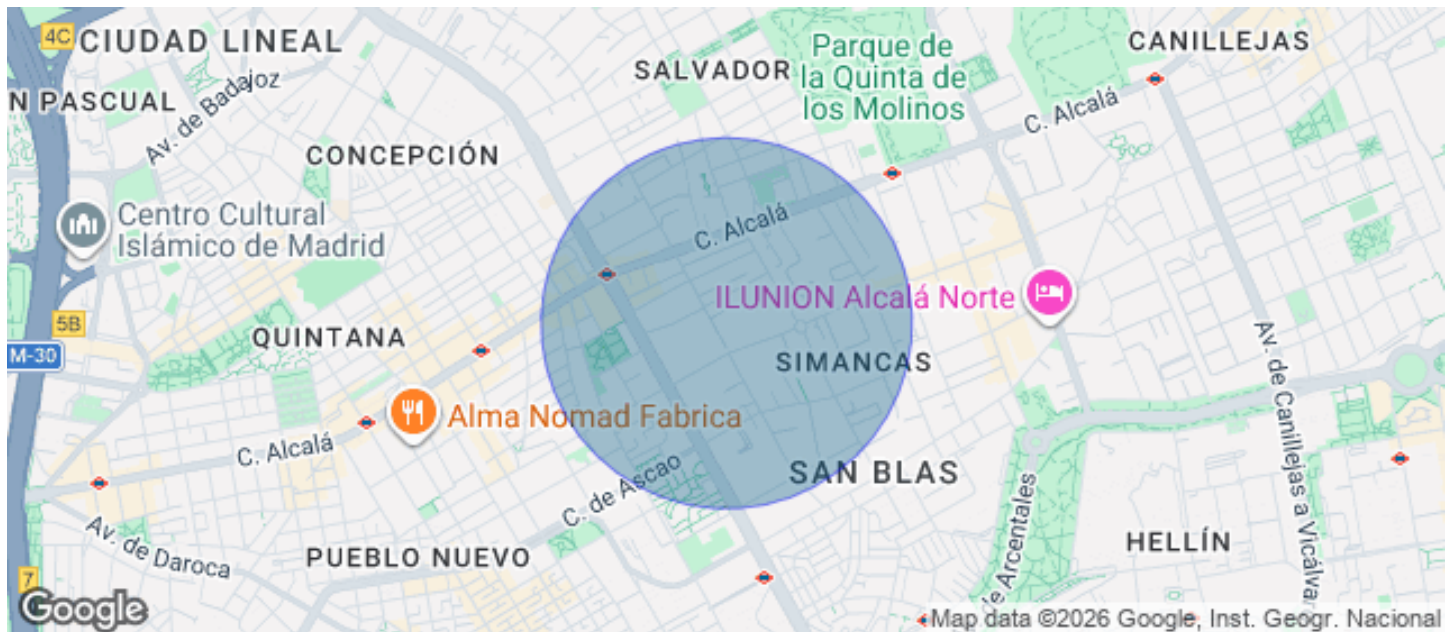 4C
CIUDAD LINEAL
N PASCUAL
Av. de Badajoz
CONCEPCIÓN
SALVADOR
Parque de
la Quinta de
los Molinos
CANILLEJAS
C. Alcalá
Centro Cultural
Islámico de Madrid
C. Alcalá
ILUNION Alcalá Norte
5B
M-30
QUINTANA
SIMANCAS
Av. de Canillejas a Vicálvar
Alma Nomad Fabrica
C. Alcalá
C. de Ascao
SAN BLAS
Av. de Daroca
PUEBLO NUEVO
de Arcentales
HELLÍN
7
Google
Map data ©2026 Google, Inst. Geogr. Nacional